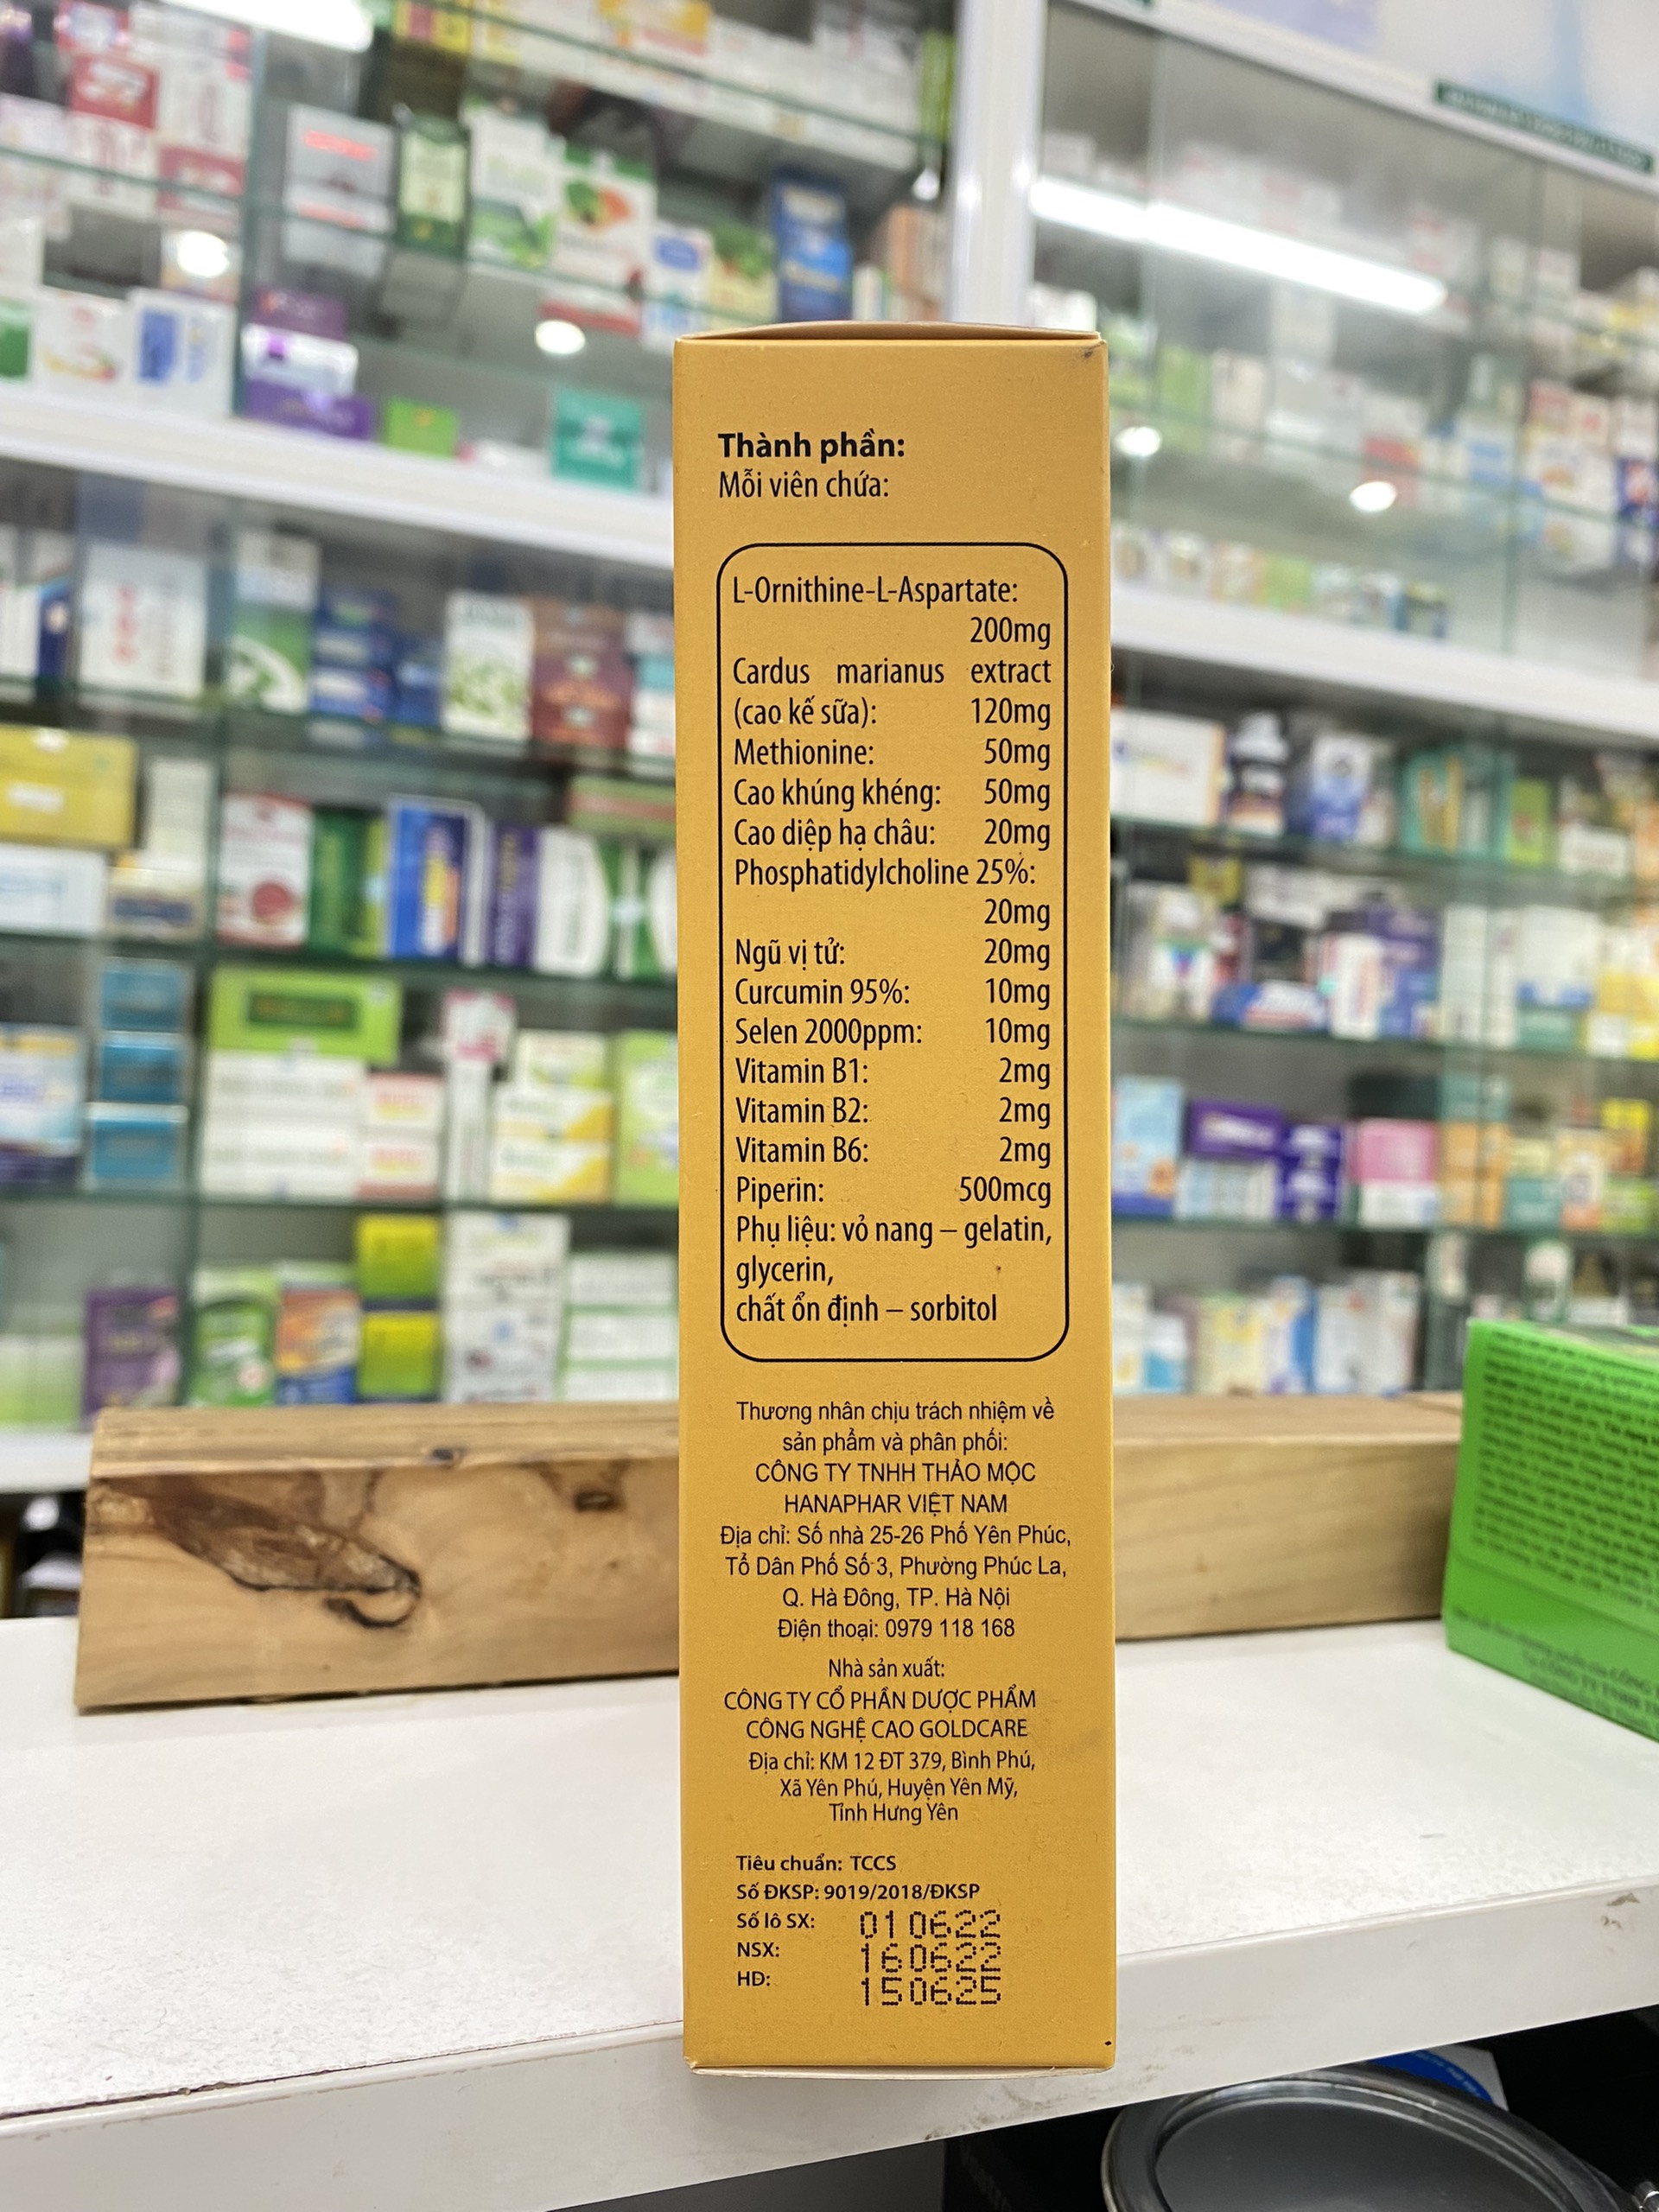 Thành phần:
Mỗi viên chứa:
L-Ornithine-L-Aspartate:
200mg
Cardus marianus extract
(cao kế sữa): 120mg
Methionine: 50mg
Cao khúng khéng: 50mg
Cao diệp hạ châu: 20mg
Phosphatidylcholine 25%:
20mg
Ngũ vị tử: 20mg
Curcumin 95%: 10mg
Selen 2000ppm: 10mg
Vitamin B1: 2mg
Vitamin B2: 2mg
Vitamin B6: 2mg
Piperin: 500mcg
Phụ liệu: vỏ nang – gelatin,
glycerin,
chất ổn định – sorbitol
Thương nhân chịu trách nhiệm về
sản phẩm và phân phối:
CÔNG TY TNHH THẢO MỘC
HANAPHAR VIỆT NAM
Địa chỉ: Số nhà 25-26 Phố Yên Phúc,
Tổ Dân Phố Số 3, Phường Phúc La,
Q. Hà Đông, TP. Hà Nội
Điện thoại: 0979 118 168
Nhà sản xuất:
CÔNG TY CỔ PHẦN DƯỢC PHẨM
CÔNG NGHỆ CAO GOLDCARE
Địa chỉ: KM 12 ĐT 379, Bình Phú,
Xã Yên Phú, Huyện Yên Mỹ,
Tỉnh Hưng Yên
Tiêu chuẩn: TCCS
Số ĐKSP: 9019/2018/ĐKSP
Số lô SX: 010622
NSX: 160622
HD: 150625